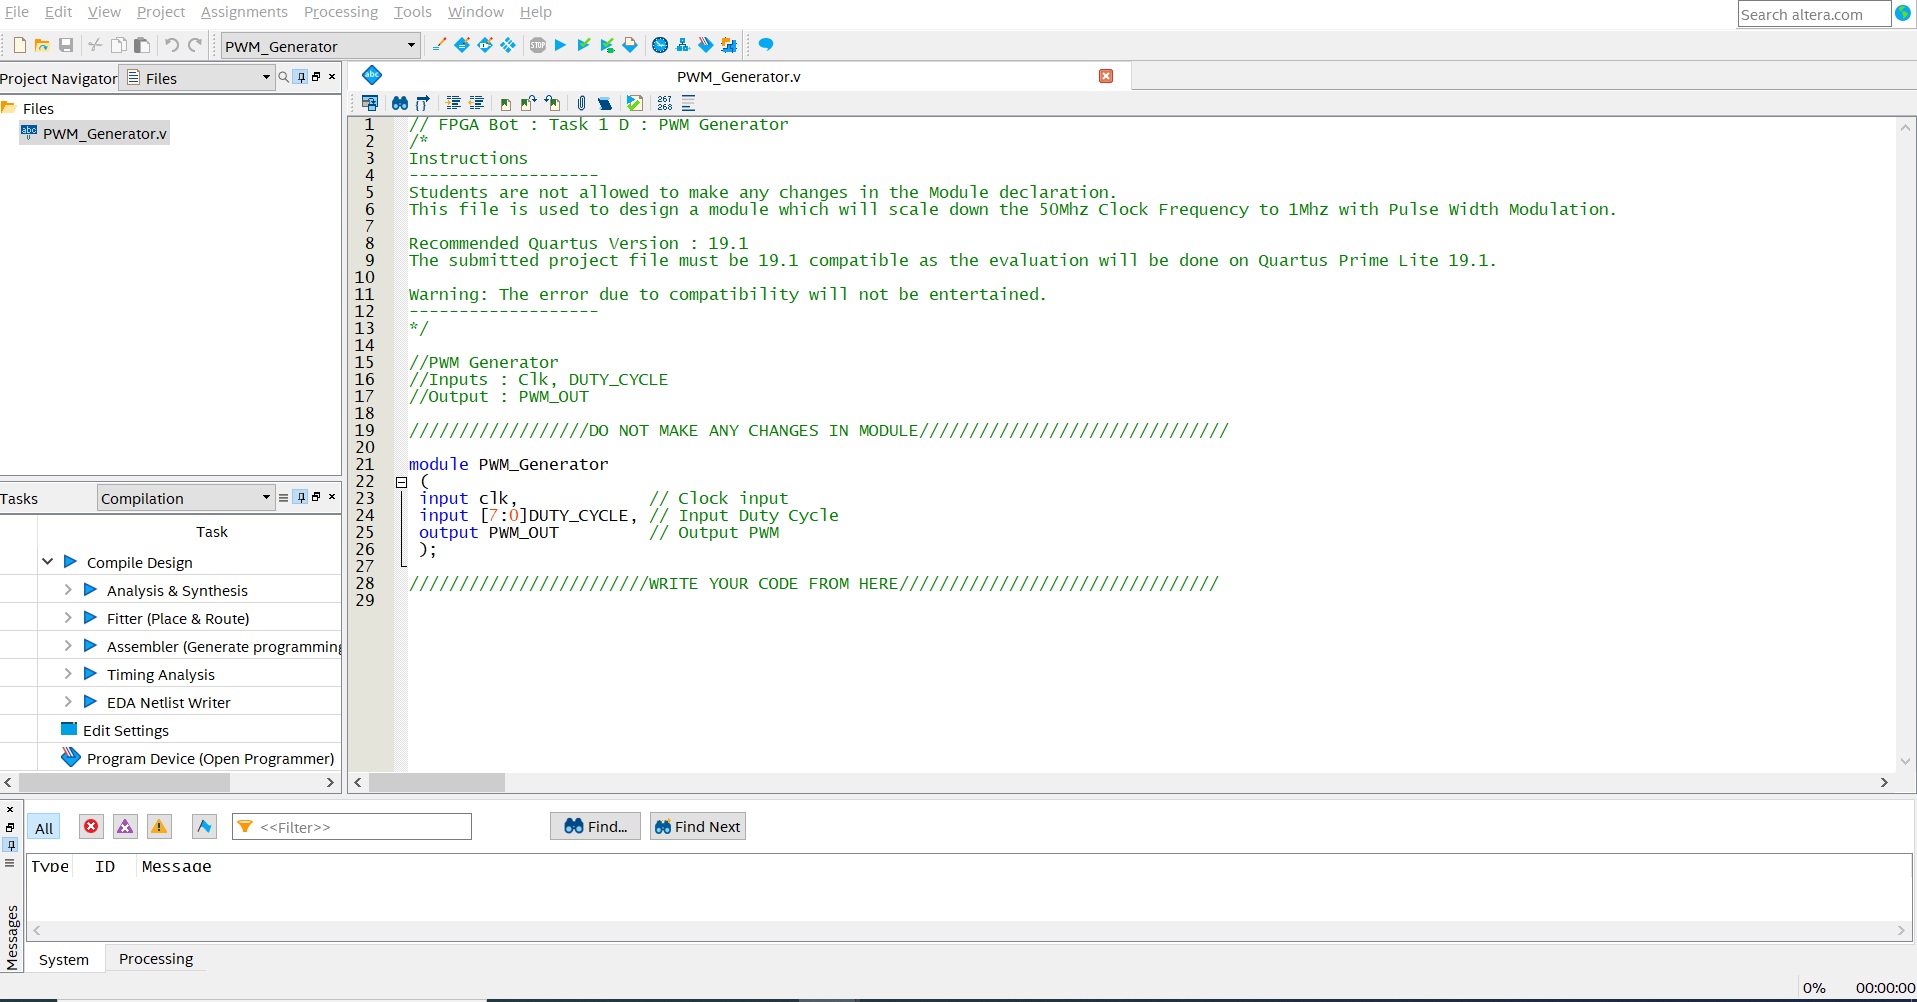 File Edit View Project Assignments Processing Tools Window Help
Search altera.com
PWM_Generator
Project Navigator Files
PWM_Generator.v
Files
PWM_Generator.v
267
268
1 // FPGA Bot : Task 1 D : PWM Generator
2 /*
3 Instructions
4 -------------------
5 Students are not allowed to make any changes in the Module declaration.
6 This file is used to design a module which will scale down the 50Mhz Clock Frequency to 1Mhz with Pulse Width Modulation.
7
8 Recommended Quartus Version : 19.1
9 The submitted project file must be 19.1 compatible as the evaluation will be done on Quartus Prime Lite 19.1.
10
11 Warning: The error due to compatibility will not be entertained.
12 -------------------
13 */
14
15 //PWM Generator
16 //Inputs : Clk, DUTY_CYCLE
17 //Output : PWM_OUT
18
19 //////////////////DO NOT MAKE ANY CHANGES IN MODULE///////////////////////////////
20
21 module PWM_Generator
22 (
23 input clk, // Clock input
24 input [7:0]DUTY_CYCLE, // Input Duty Cycle
25 output PWM_OUT // Output PWM
26 );
27
28 ////////////////////////WRITE YOUR CODE FROM HERE////////////////////////////////
29
Tasks Compilation
Task
Compile Design
Analysis & Synthesis
Fitter (Place & Route)
Assembler (Generate programming
Timing Analysis
EDA Netlist Writer
Edit Settings
Program Device (Open Programmer)
All <<Filter>> Find... Find Next
Type ID Message
Messages
System Processing
0% 00:00:00